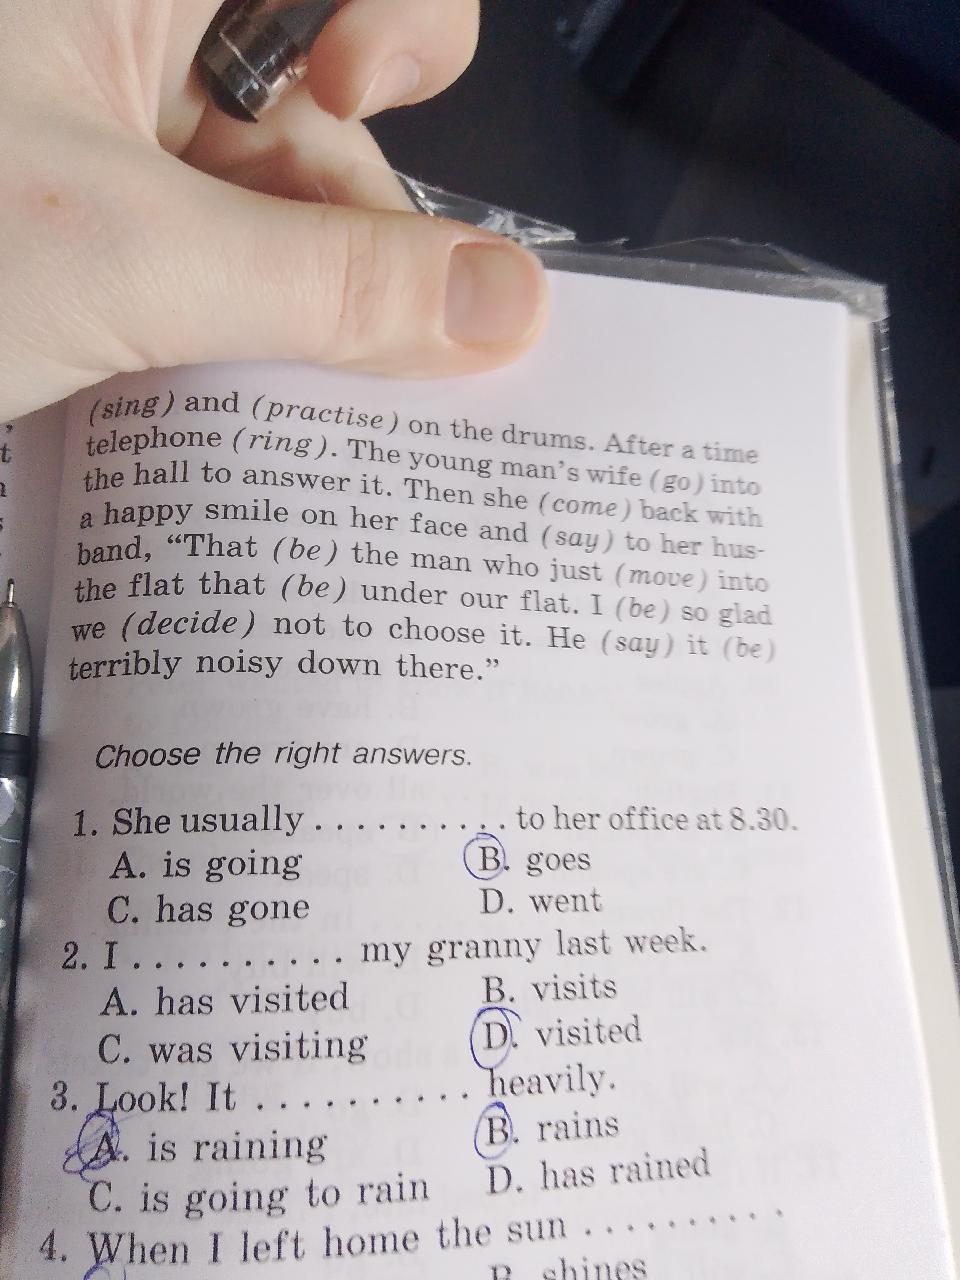 (sing) and (practise) on the drums. After a time
telephone (ring). The young man's wife (go) into
the hall to answer it. Then she (come) back with
a happy smile on her face and (say) to her hus-
band, “That (be) the man who just (move) into
the flat that (be) under our flat. I (be) so glad
we (decide) not to choose it. He (say) it (be)
terribly noisy down there.”
Choose the right answers.
1. She usually .......... to her office at 8.30.
A. is going B. goes
C. has gone D. went
2. I .......... my granny last week.
A. has visited B. visits
C. was visiting D. visited
3. Look! It .......... heavily.
A. is raining B. rains
C. is going to rain D. has rained
4. When I left home the sun ..........
B. shines